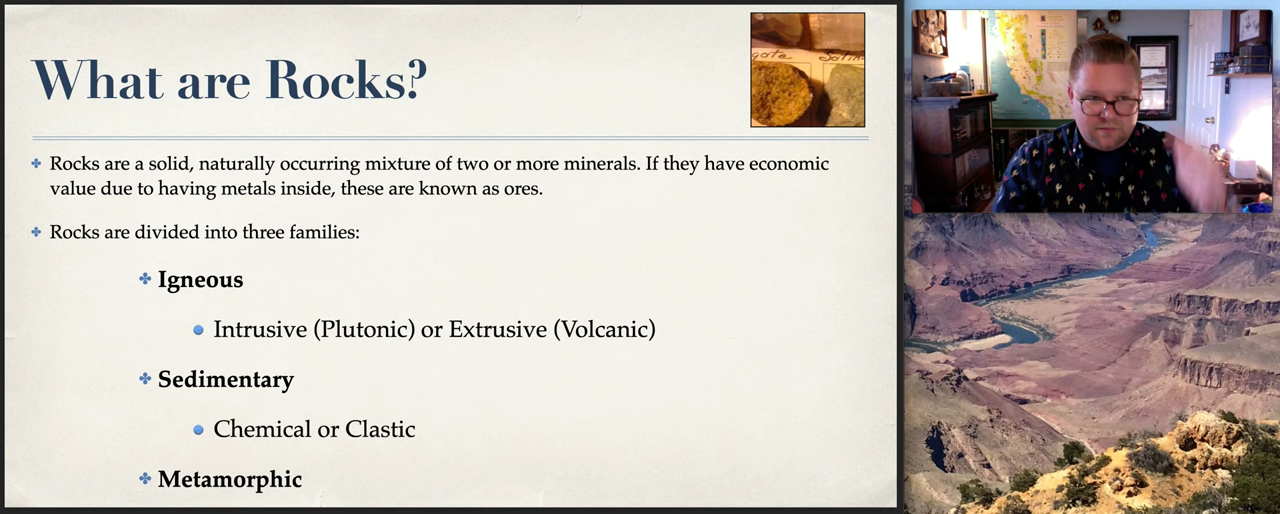 What are Rocks?
Rocks are a solid, naturally occurring mixture of two or more minerals. If they have economic
value due to having metals inside, these are known as ores.
Rocks are divided into three families:
Igneous
Intrusive (Plutonic) or Extrusive (Volcanic)
Sedimentary
Chemical or Clastic
Metamorphic